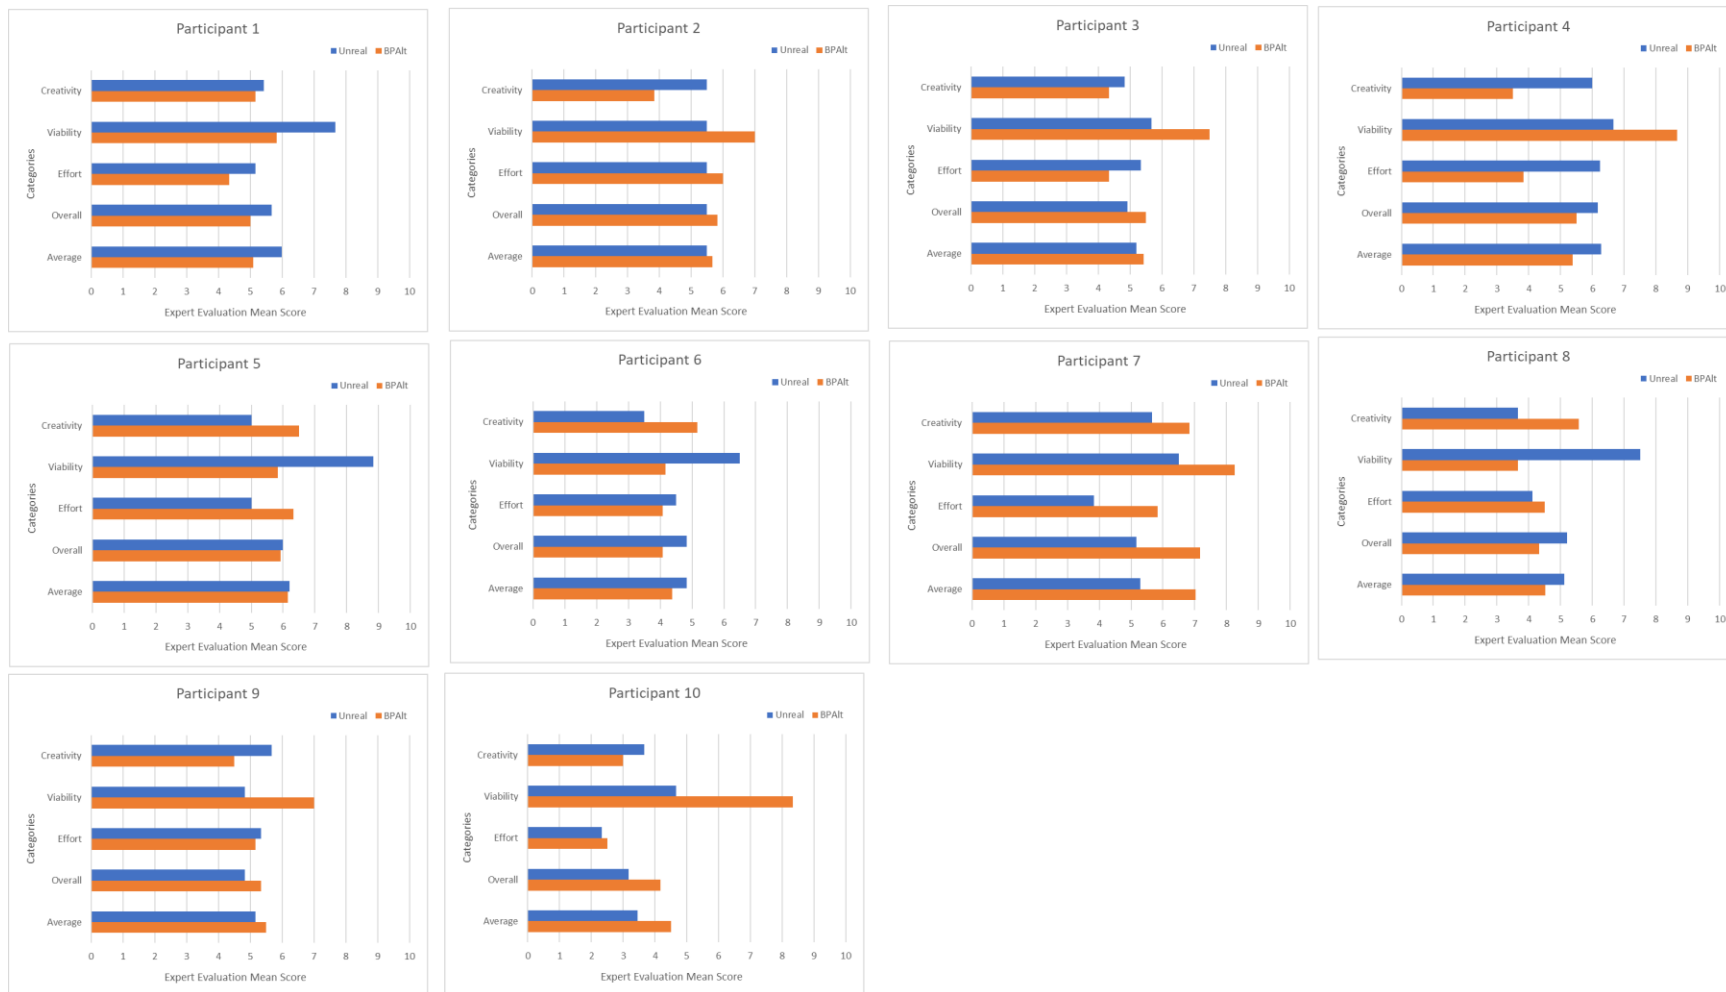 Participant 1
Unreal BPAlt
Categories
Creativity
Viability
Effort
Overall
Average
0 1 2 3 4 5 6 7 8 9 10
Expert Evaluation Mean Score
Participant 2
Unreal BPAlt
Categories
Creativity
Viability
Effort
Overall
Average
0 1 2 3 4 5 6 7 8 9 10
Expert Evaluation Mean Score
Participant 3
Unreal BPAlt
Categories
Creativity
Viability
Effort
Overall
Average
0 1 2 3 4 5 6 7 8 9 10
Expert Evaluation Mean Score
Participant 4
Unreal BPAlt
Categories
Creativity
Viability
Effort
Overall
Average
0 1 2 3 4 5 6 7 8 9 10
Expert Evaluation Mean Score
Participant 5
Unreal BPAlt
Categories
Creativity
Viability
Effort
Overall
Average
0 1 2 3 4 5 6 7 8 9 10
Expert Evaluation Mean Score
Participant 6
Unreal BPAlt
Categories
Creativity
Viability
Effort
Overall
Average
0 1 2 3 4 5 6 7 8 9 10
Expert Evaluation Mean Score
Participant 7
Unreal BPAlt
Categories
Creativity
Viability
Effort
Overall
Average
0 1 2 3 4 5 6 7 8 9 10
Expert Evaluation Mean Score
Participant 8
Unreal BPAlt
Categories
Creativity
Viability
Effort
Overall
Average
0 1 2 3 4 5 6 7 8 9 10
Expert Evaluation Mean Score
Participant 9
Unreal BPAlt
Categories
Creativity
Viability
Effort
Overall
Average
0 1 2 3 4 5 6 7 8 9 10
Expert Evaluation Mean Score
Participant 10
Unreal BPAlt
Categories
Creativity
Viability
Effort
Overall
Average
0 1 2 3 4 5 6 7 8 9 10
Expert Evaluation Mean Score